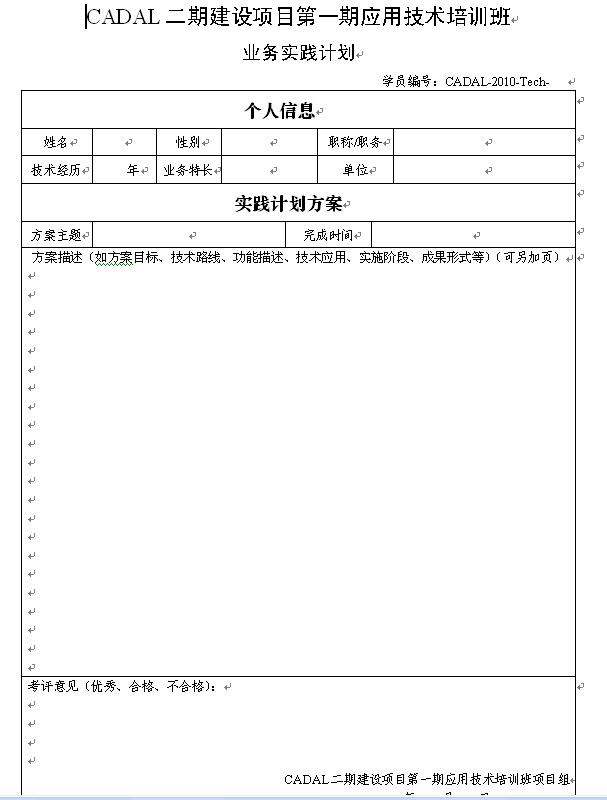 CADAL 二期建设项目第一期应用技术培训班
业务实践计划
学员编号：CADAL-2010-Tech-
个人信息
姓名 性别 职称/职务
技术经历 年 业务特长 单位
实践计划方案
方案主题 完成时间
方案描述（如方案目标、技术路线、功能描述、技术应用、实施阶段、成果形式等）（可另加页）
考评意见（优秀、合格、不合格）：
CADAL 二期建设项目第一期应用技术培训班项目组